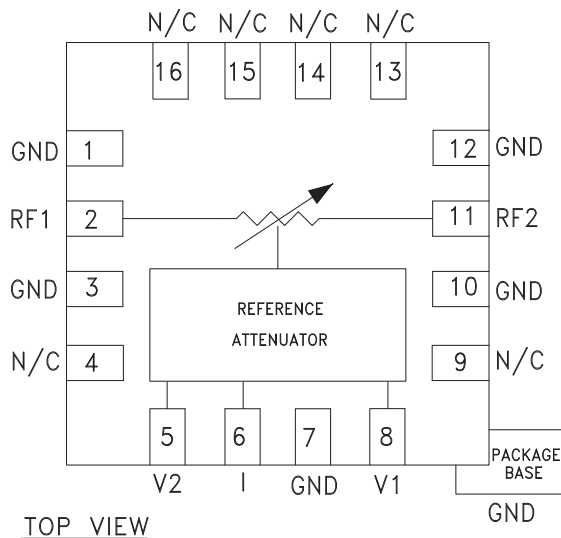 N/C N/C N/C N/C
16 15 14 13
GND 1 12 GND
RF1 2 11 RF2
GND 3 10 GND
REFERENCE
ATTENUATOR
N/C 4 9 N/C
5 6 7 8
V2 I GND V1
PACKAGE
BASE
GND
TOP VIEW